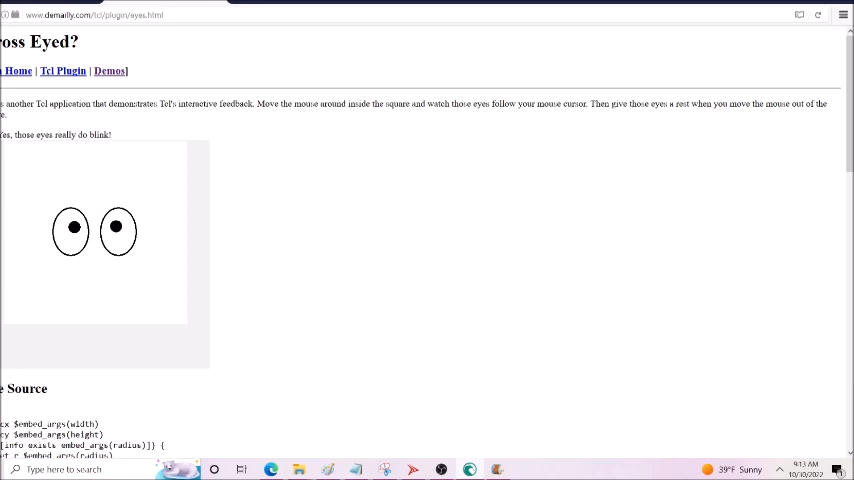 www.demailly.com/tcl/plugin/eyes.html
ross Eyed?
Home | Tcl Plugin | Demos]
s another Tcl application that demonstrates Tcl's interactive feedback. Move the mouse around inside the square and watch those eyes follow your mouse cursor. Then give those eyes a rest when you move the mouse out of the
e.
Yes, those eyes really do blink!
e Source
cx $embed_args(width)
cy $embed_args(height)
[info exists embed_args(radius)]} {
et r $embed_args(radius)
Type here to search
39°F Sunny
9:13 AM
10/30/2022